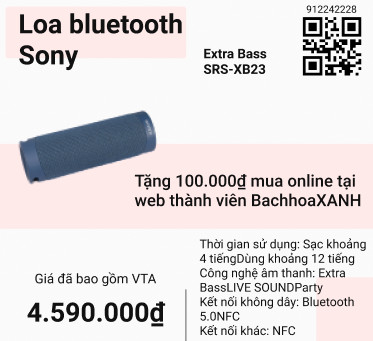 Loa bluetooth
Sony
912242228
Extra Bass
SRS-XB23
Tặng 100.000₫ mua online tại
web thành viên BachhoaXANH
Giá đã bao gồm VTA
4.590.000₫
Thời gian sử dụng: Sạc khoảng
4 tiếngDùng khoảng 12 tiếng
Công nghệ âm thanh: Extra
BassLIVE SOUNDParty
Kết nối không dây: Bluetooth
5.0NFC
Kết nối khác: NFC